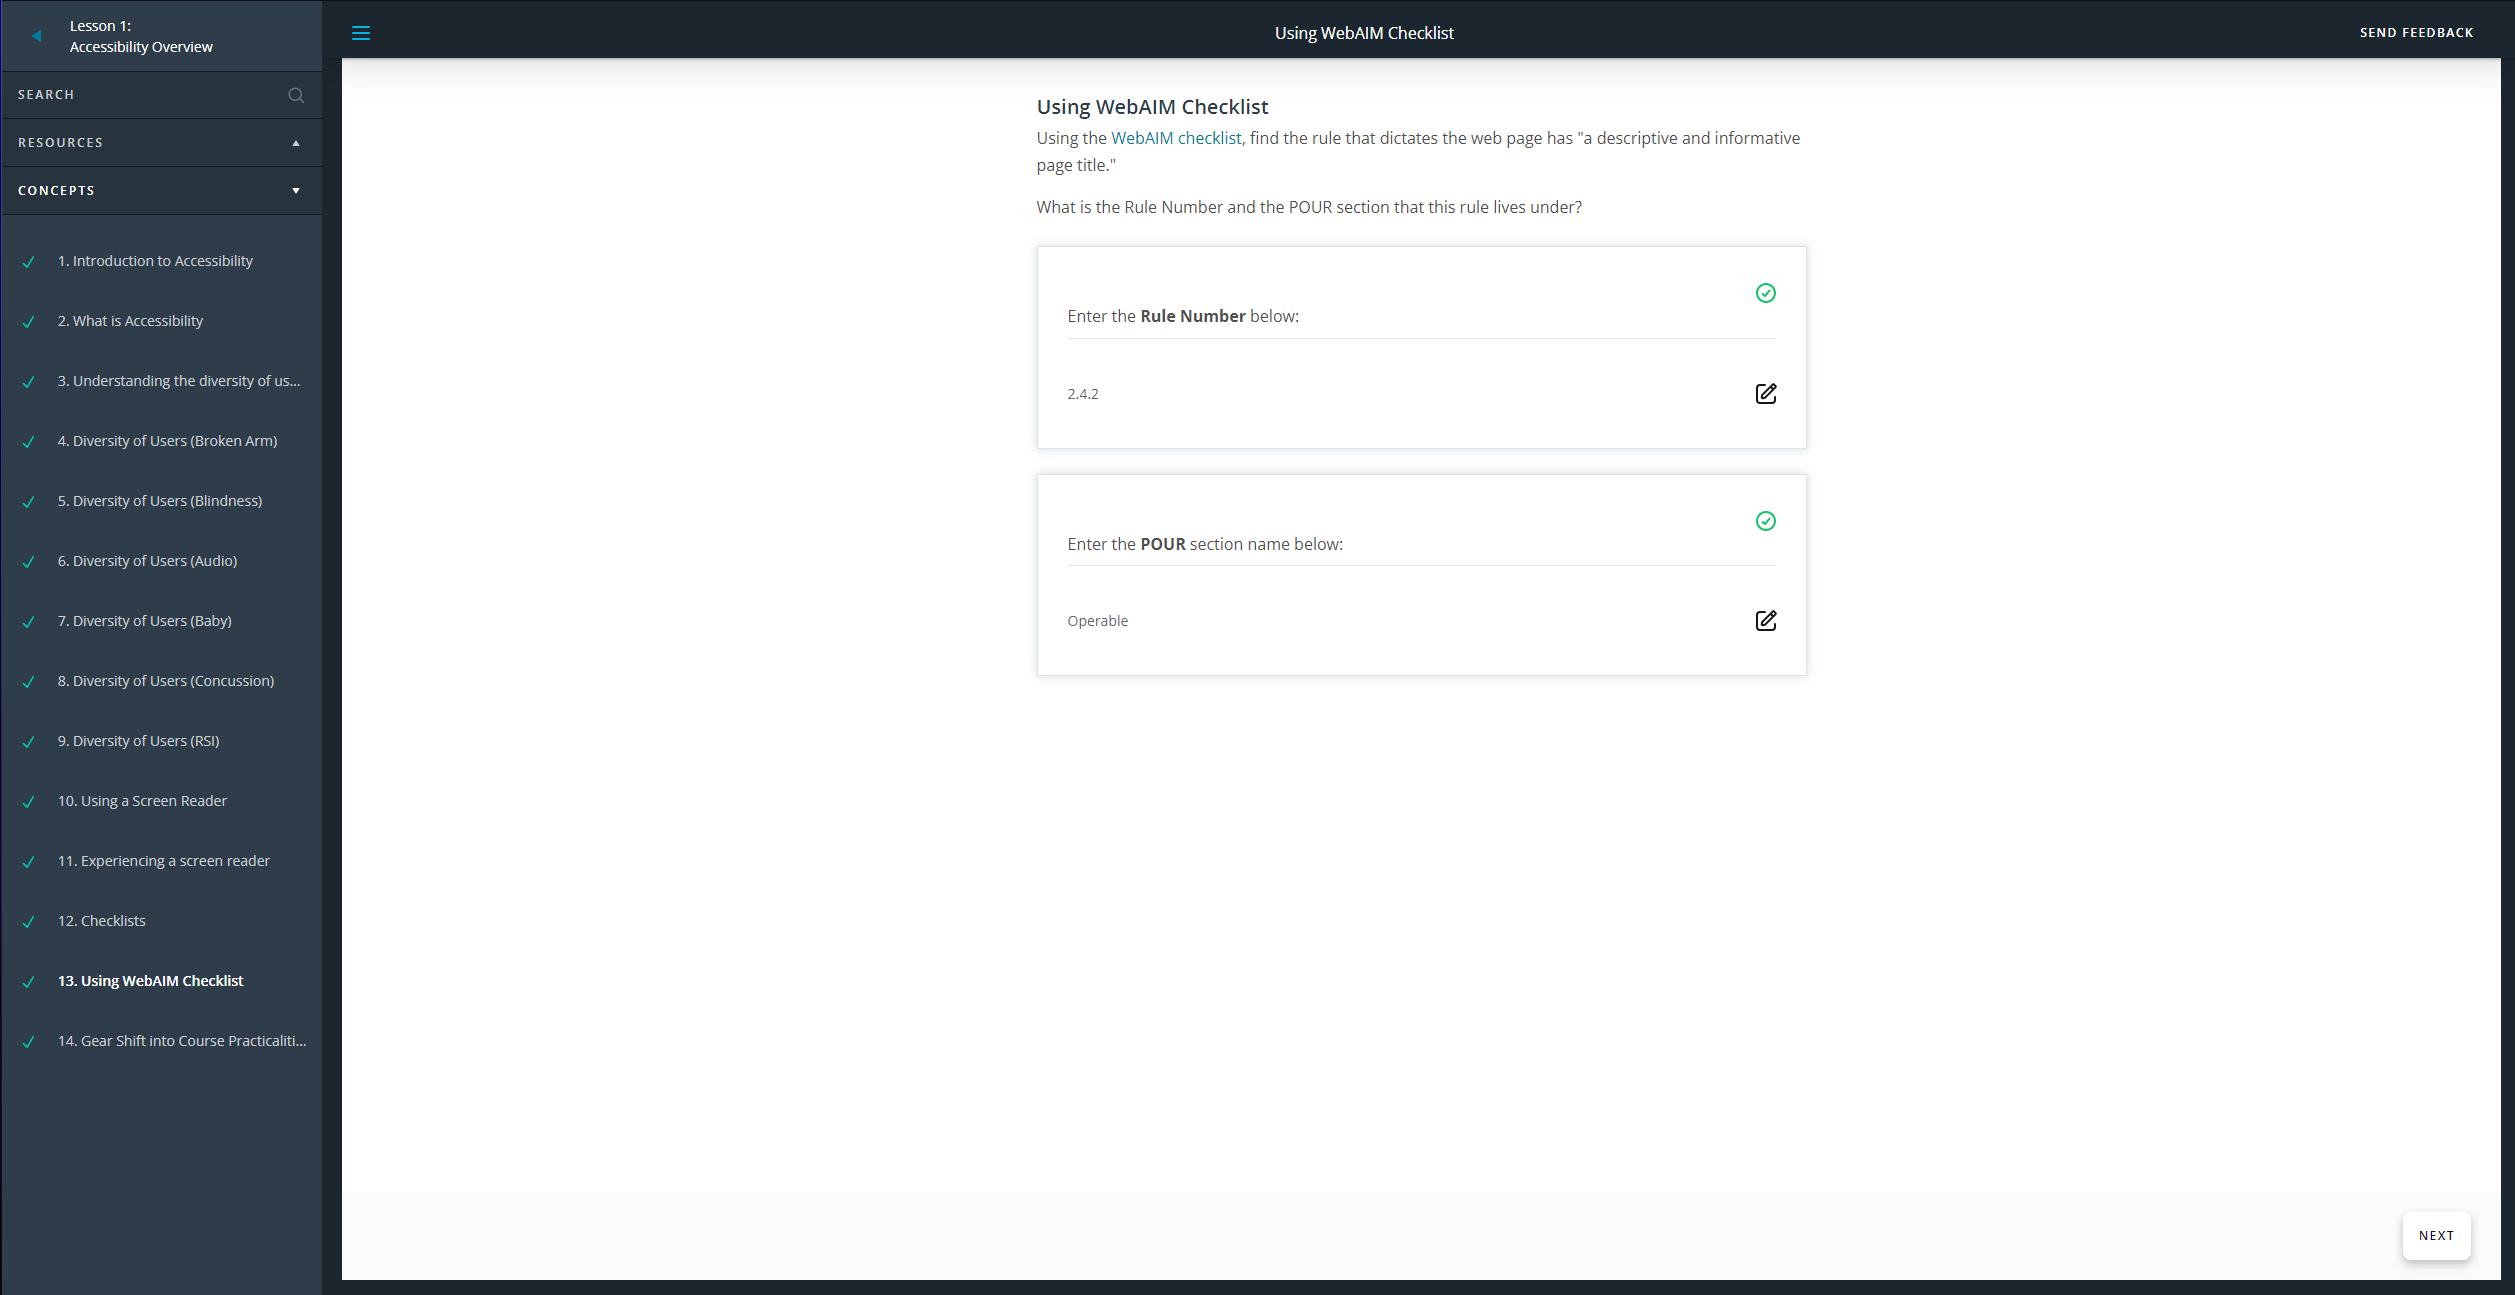 Lesson 1:
Accessibility Overview
SEARCH
RESOURCES
CONCEPTS
1. Introduction to Accessibility
2. What is Accessibility
3. Understanding the diversity of us...
4. Diversity of Users (Broken Arm)
5. Diversity of Users (Blindness)
6. Diversity of Users (Audio)
7. Diversity of Users (Baby)
8. Diversity of Users (Concussion)
9. Diversity of Users (RSI)
10. Using a Screen Reader
11. Experiencing a screen reader
12. Checklists
13. Using WebAIM Checklist
14. Gear Shift into Course Practicaliti...
Using WebAIM Checklist
SEND FEEDBACK
Using WebAIM Checklist
Using the WebAIM checklist, find the rule that dictates the web page has "a descriptive and informative
page title."
What is the Rule Number and the POUR section that this rule lives under?
Enter the Rule Number below:
2.4.2
Enter the POUR section name below:
Operable
NEXT